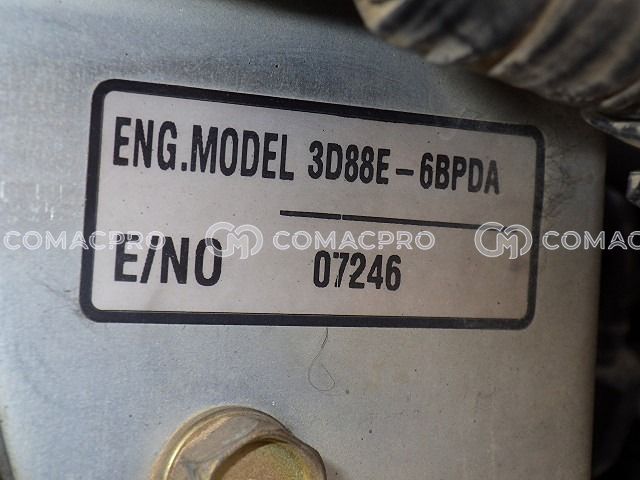 ENG.MODEL 3D88E-6BPDA
COMACPRO COMACPRO COMACPRO
E/NO 07246